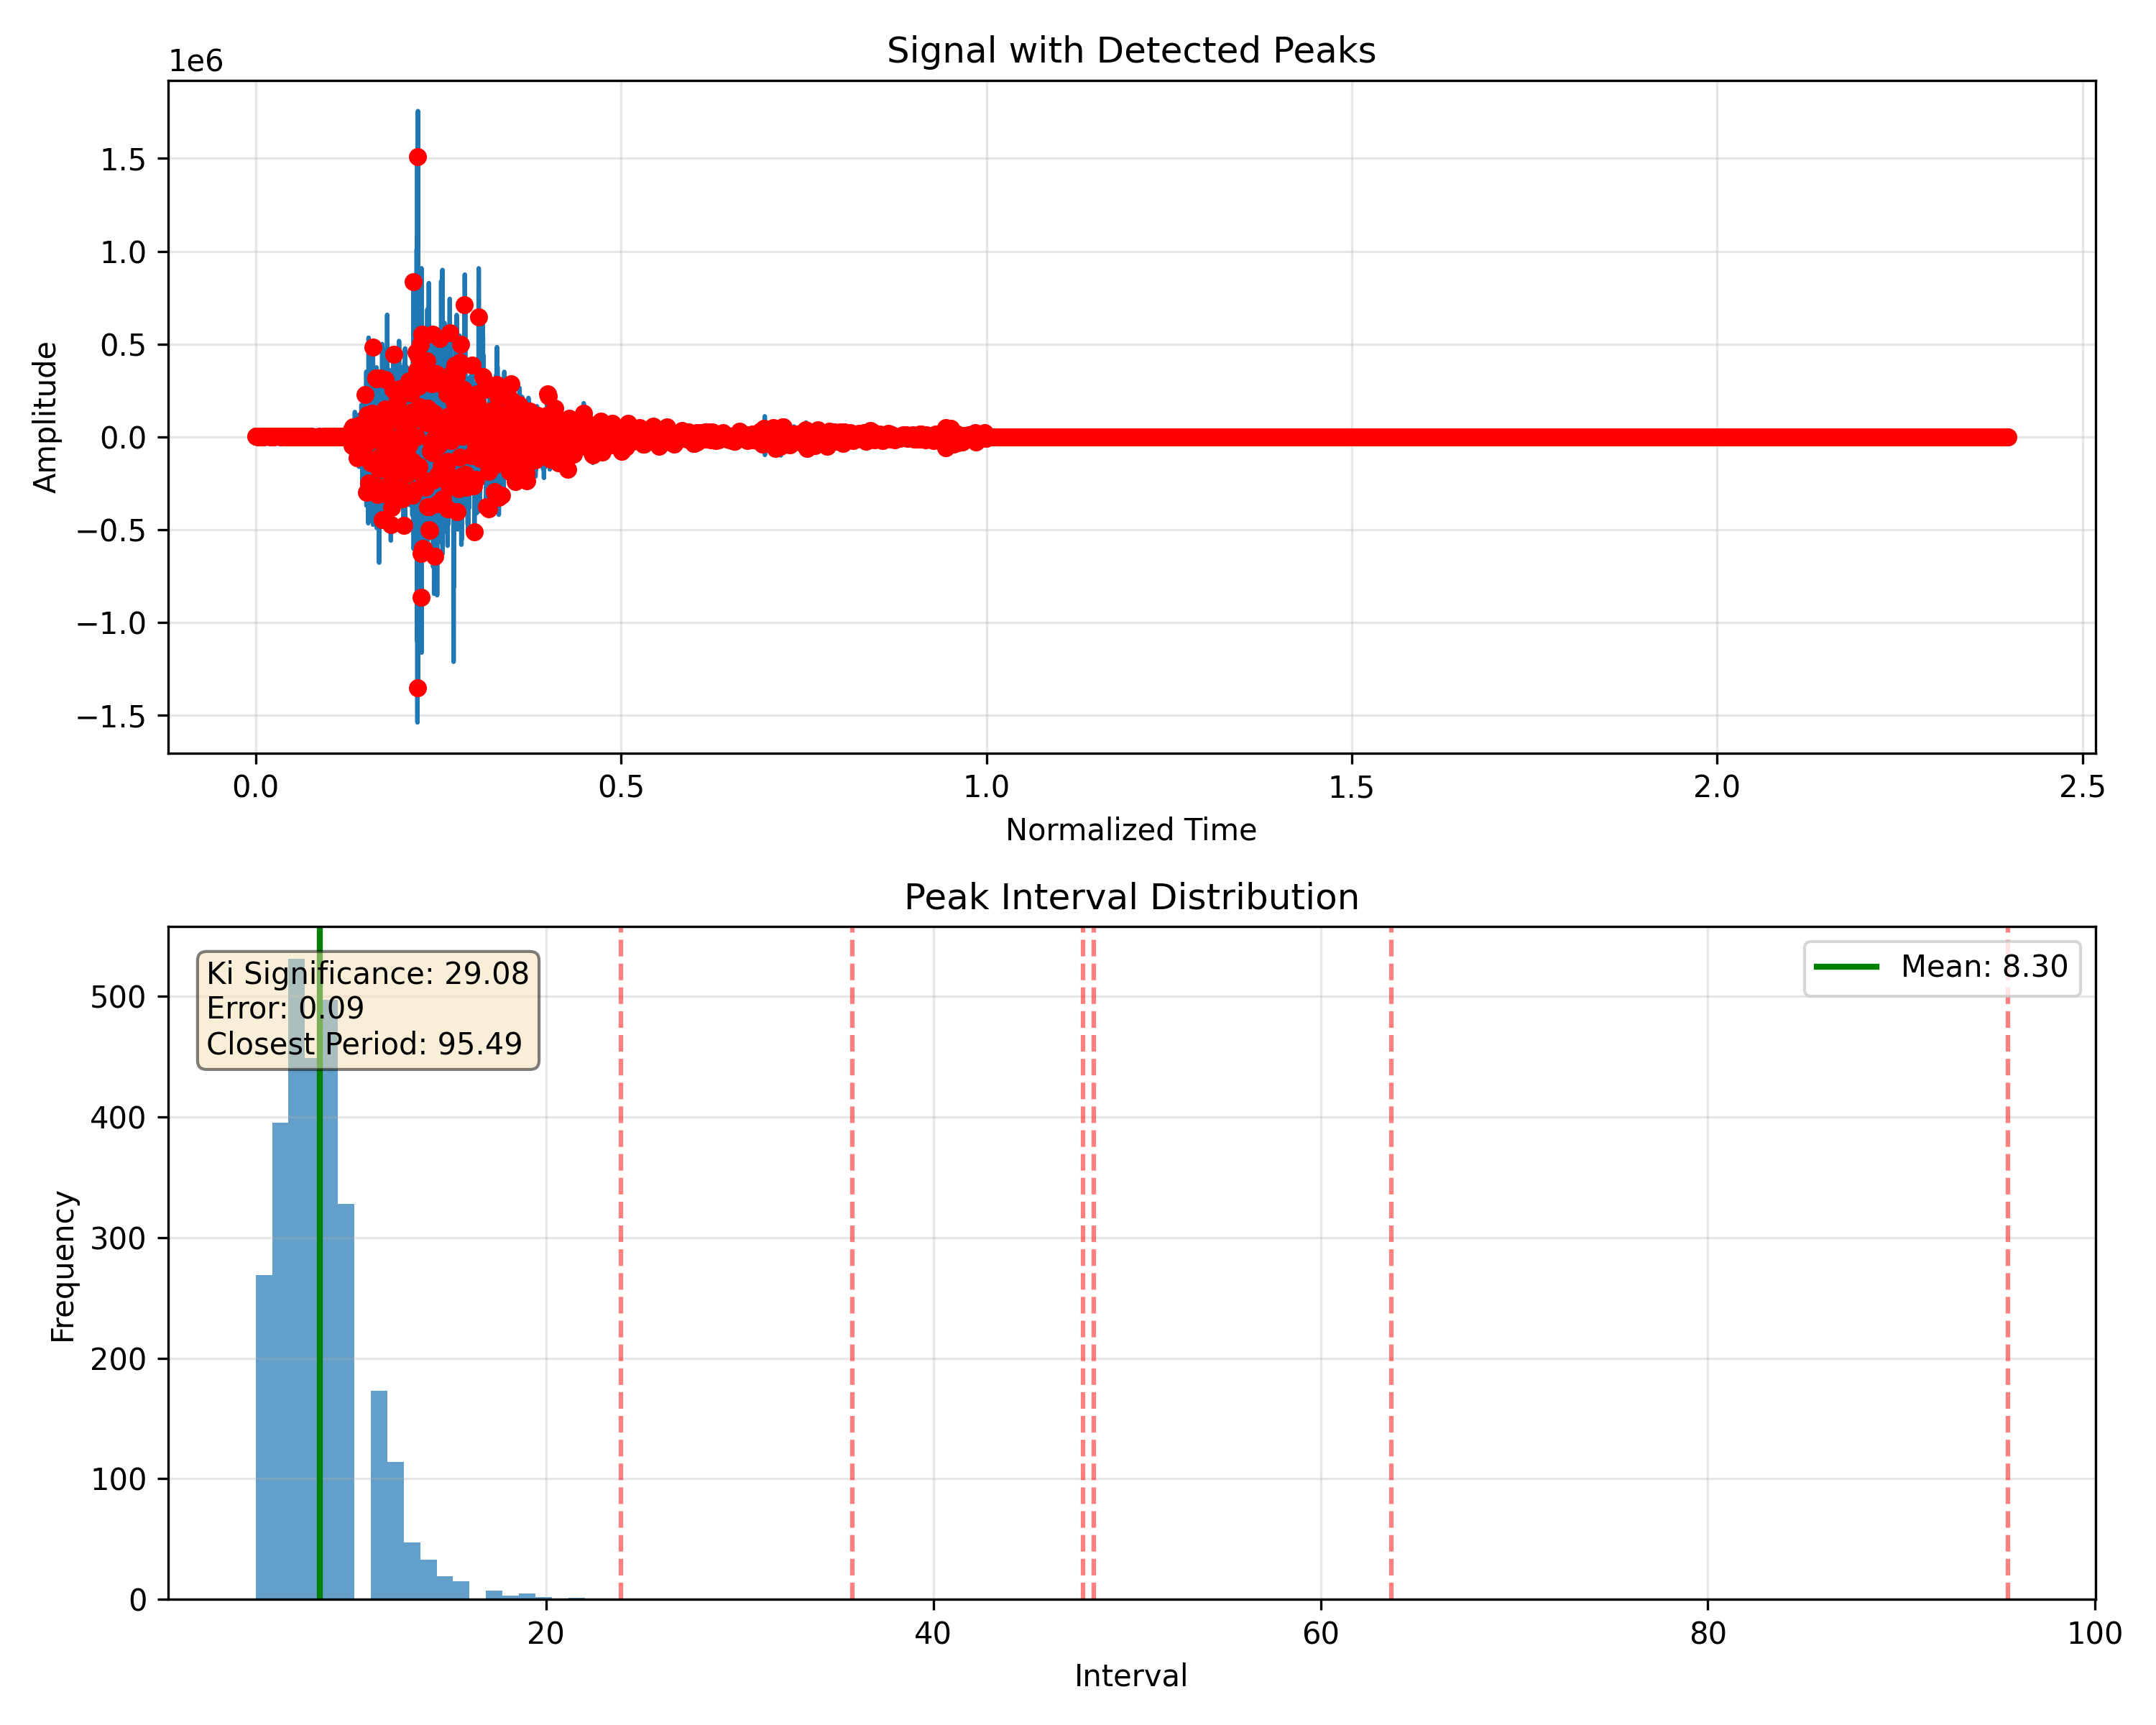 Signal with Detected Peaks
1e6
1.5
1.0
0.5
0.0
−0.5
−1.0
−1.5
Amplitude
0.0 0.5 1.0 1.5 2.0 2.5
Normalized Time
Peak Interval Distribution
Ki Significance: 29.08
Error: 0.09
Closest Period: 95.49
Mean: 8.30
500
400
300
200
100
0
Frequency
20 40 60 80 100
Interval